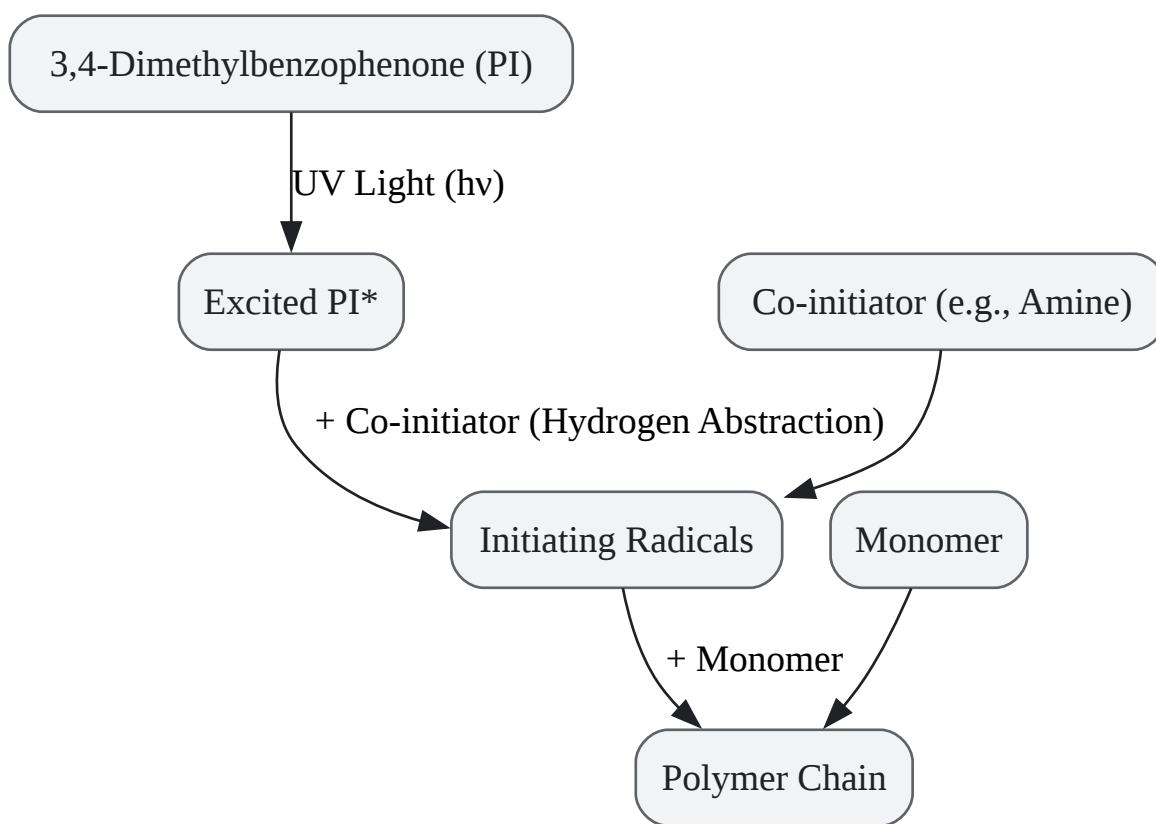 3,4-Dimethylbenzophenone (PI)
UV Light (hν)
Excited PI*
Co-initiator (e.g., Amine)
+ Co-initiator (Hydrogen Abstraction)
Initiating Radicals
Monomer
+ Monomer
Polymer Chain